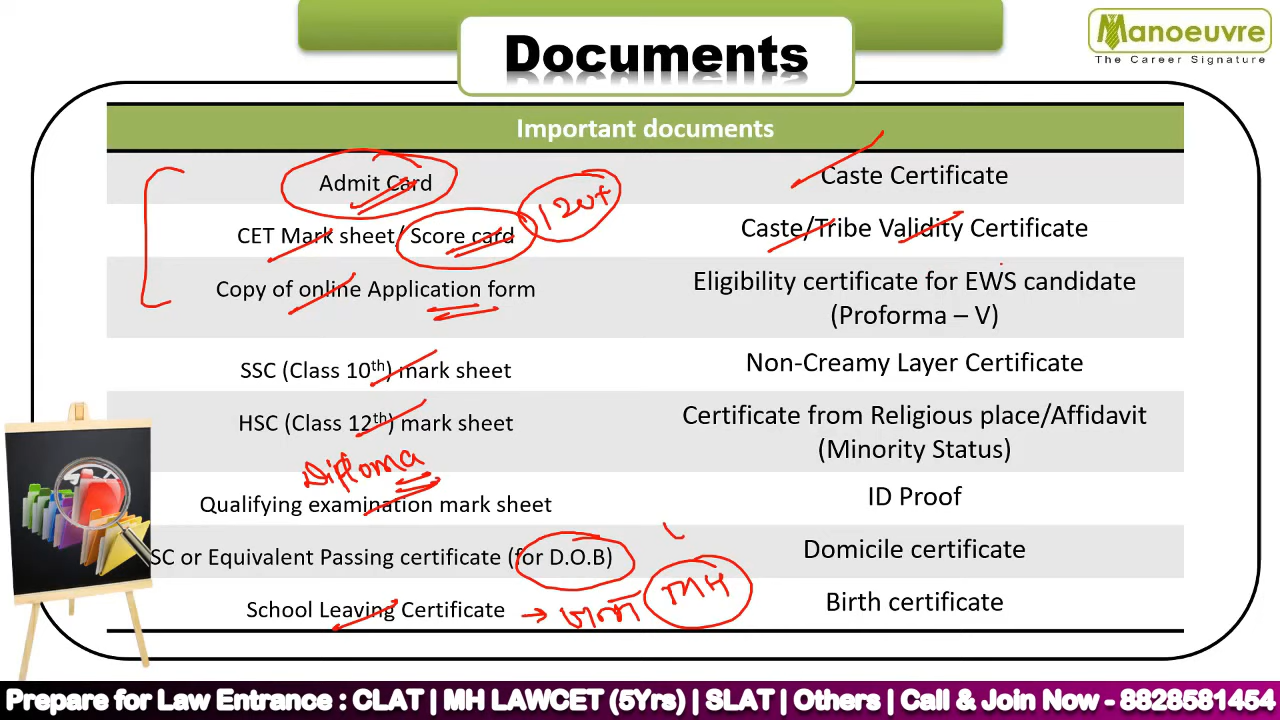 Documents
Manoeuvre
The Career Signature
Important documents
Admit Card
Caste Certificate
CET Mark sheet/ Score card
120+
Caste/Tribe Validity Certificate
Copy of online Application form
Eligibility certificate for EWS candidate
(Proforma – V)
SSC (Class 10th) mark sheet
Non-Creamy Layer Certificate
HSC (Class 12th) mark sheet
Certificate from Religious place/Affidavit
(Minority Status)
Diploma
Qualifying examination mark sheet
ID Proof
SC or Equivalent Passing certificate (for D.O.B)
Domicile certificate
School Leaving Certificate
MH
Birth certificate
Prepare for Law Entrance : CLAT | MH LAWCET (5Yrs) | SLAT | Others | Call & Join Now - 8828581454